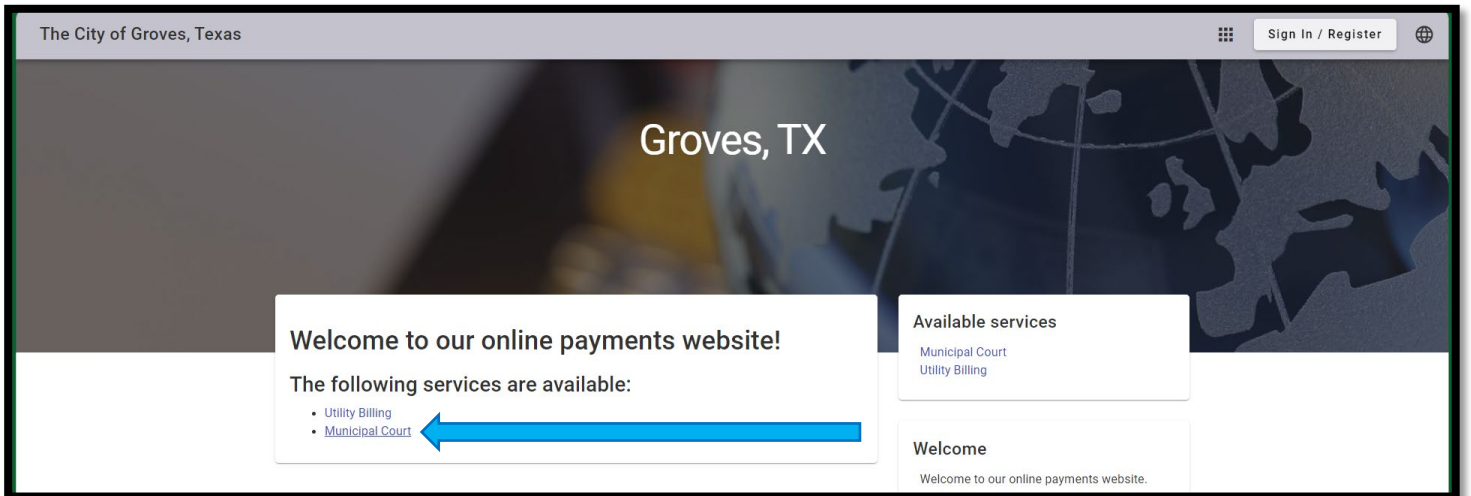 The City of Groves, Texas
Sign In / Register
Groves, TX
Welcome to our online payments website!
The following services are available:
Utility Billing
Municipal Court
Available services
Municipal Court
Utility Billing
Welcome
Welcome to our online payments website.